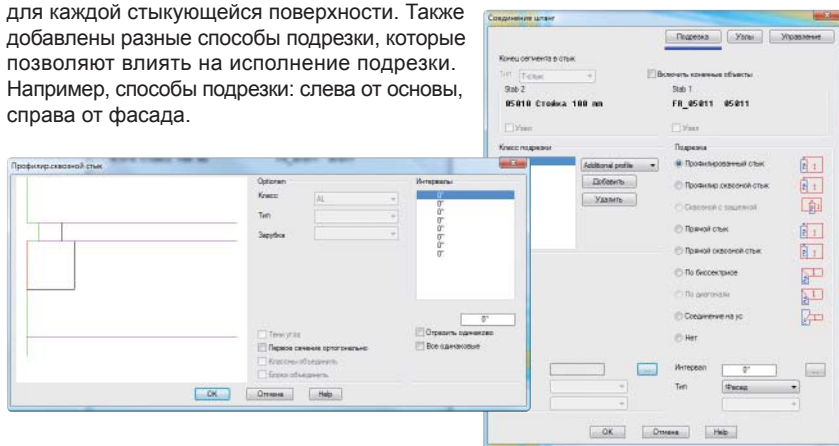 для каждой стыкующейся поверхности. Также
добавлены разные способы подрезки, которые
позволяют влиять на исполнение подрезки.
Например, способы подрезки: слева от основы,
справа от фасада.
Соединение штанг
Подрезка Узлы Управление
Конец сегмента в стык
Тип Т-стык
Включить конечные объекты
Stab 2 Stab 1
05010 Стойка 100 мм FR_05011 05011
Узел Узел
Класс подрезки Подрезка
Additional profile
Добавить
Удалить
Профилированный стык
Профилир.сквозной стык
Сквозной с защелкой
Прямой стык
Прямой сквозной стык
По биссектрисе
По диагонали
Соединение на ус
Нет
Интервал 0"
...
Тип !Фасад
OK Отмена Help
Профилир.сквозной стык
Optionen
Класс AL
Тип
Зарубка
Интервалы
0"
0"
0"
0"
0"
0"
0"
0"
0"
Тени угла
Первое сечение ортогонально
Классоны объединить
Блоки объединить
Отразить одинаково
Все одинаковые
OK Отмена Help